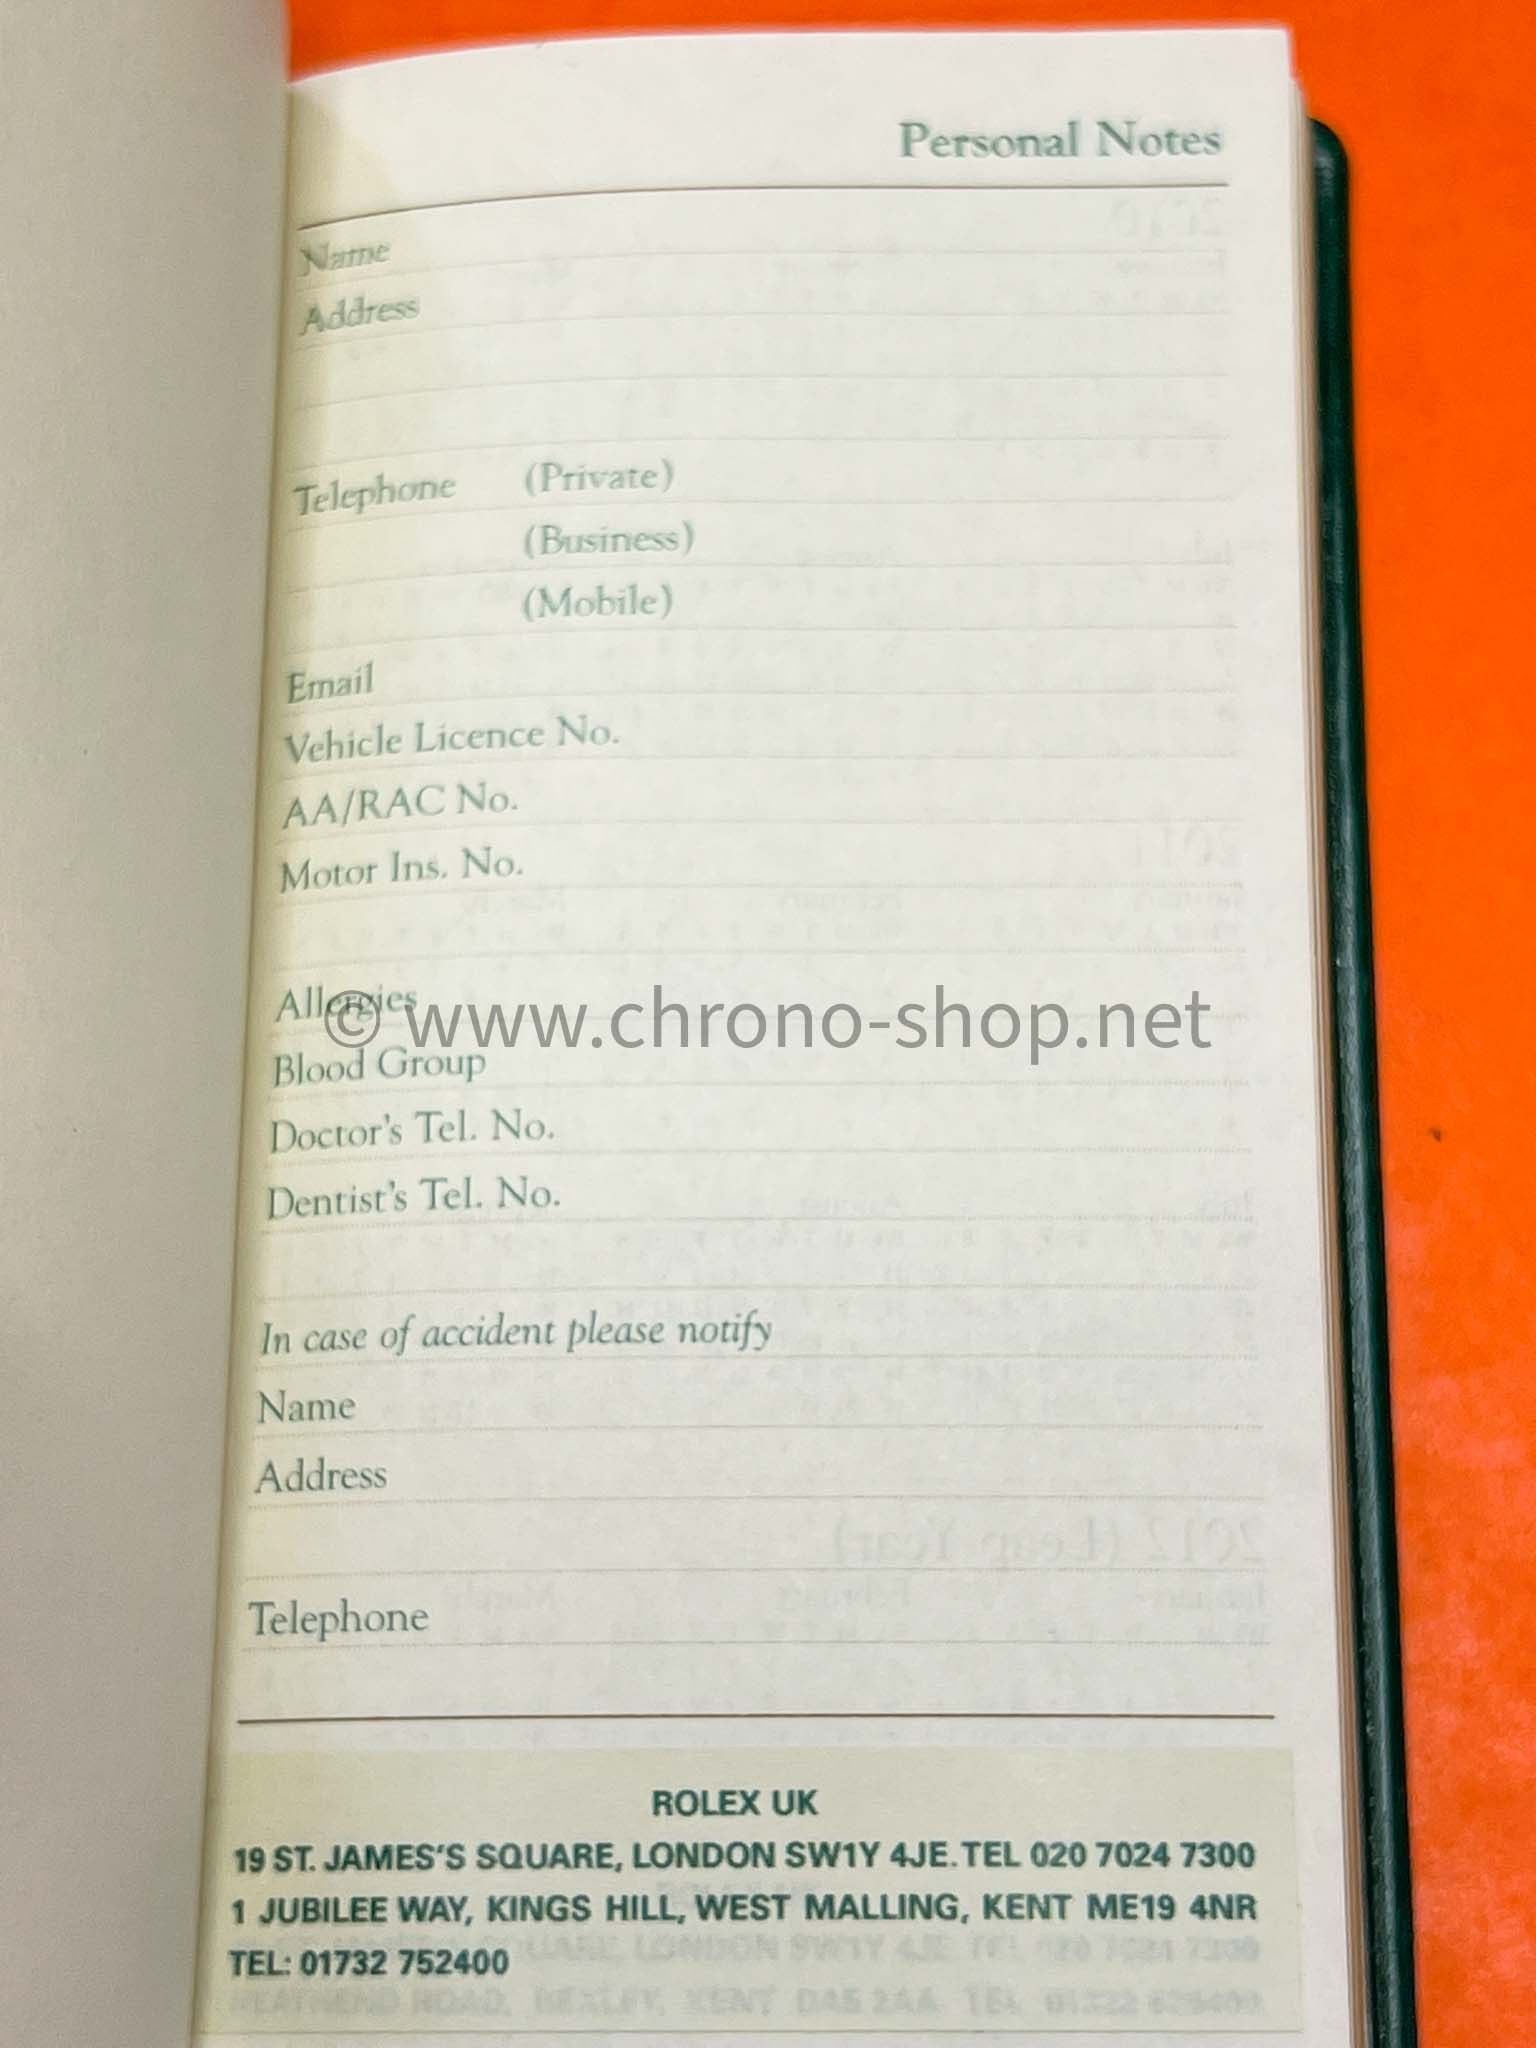 Personal Notes
Name
Address
Telephone (Private)
(Business)
(Mobile)
Email
Vehicle Licence No.
AA/RAC No.
Motor Ins. No.
Allergies
© www.chrono-shop.net
Blood Group
Doctor's Tel. No.
Dentist's Tel. No.
In case of accident please notify
Name
Address
2012 (Leap Year)
Telephone
ROLEX UK
19 ST. JAMES'S SQUARE, LONDON SW1Y 4JE. TEL 020 7024 7300
1 JUBILEE WAY, KINGS HILL, WEST MALLING, KENT ME19 4NR
TEL: 01732 752400